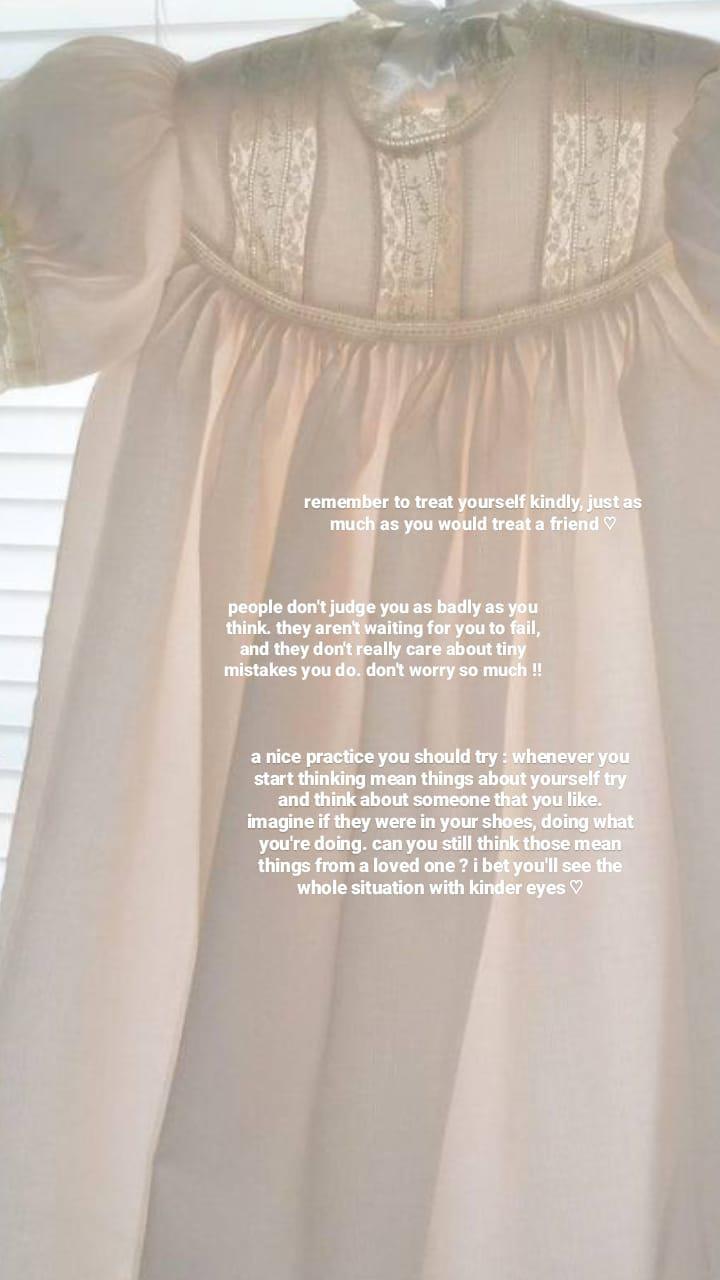 remember to treat yourself kindly, just as
much as you would treat a friend ♡
people don't judge you as badly as you
think. they aren't waiting for you to fail,
and they don't really care about tiny
mistakes you do. don't worry so much !!
a nice practice you should try : whenever you
start thinking mean things about yourself try
and think about someone that you like.
imagine if they were in your shoes, doing what
you're doing. can you still think those mean
things from a loved one ? i bet you'll see the
whole situation with kinder eyes ♡